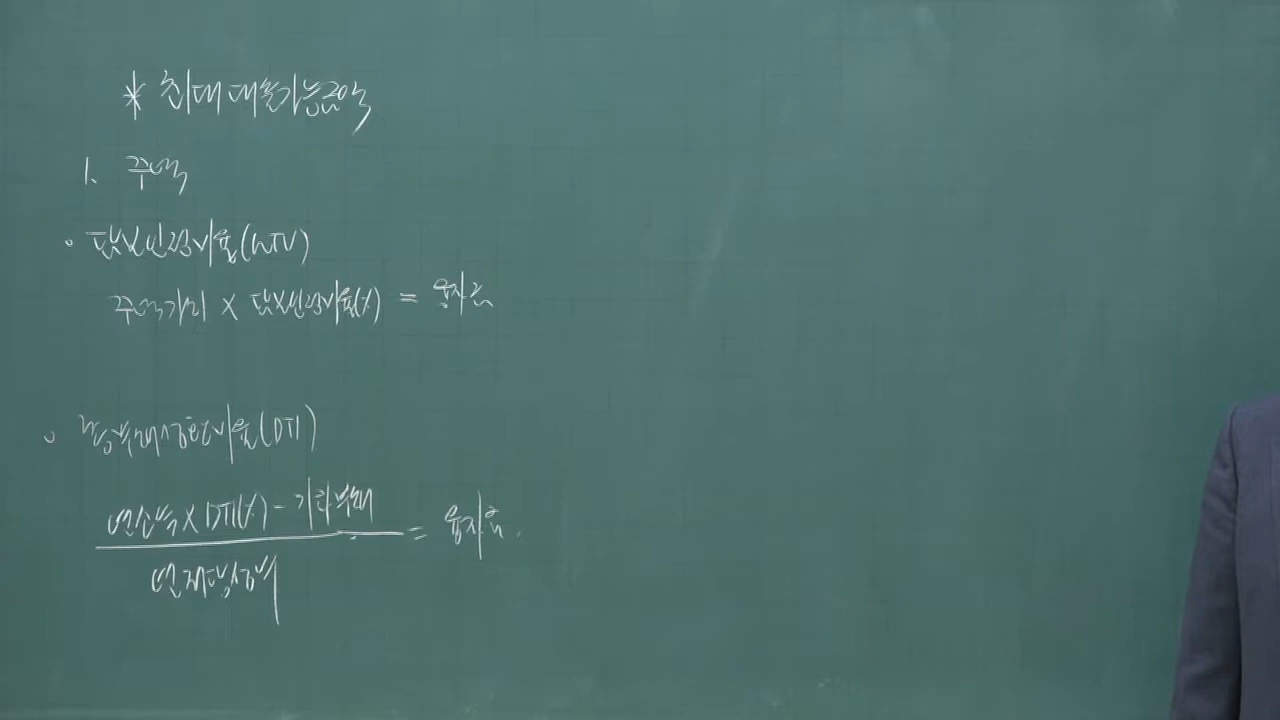 * 최대 대출가능금액
1. 주택
◦ 담보인정비율(LTV)
주택가격 × 담보인정비율(%) = 융자금
◦ 총부채상환비율(DTI)
연소득 × DTI(%) - 기타부채
연저당상수 = 융자금